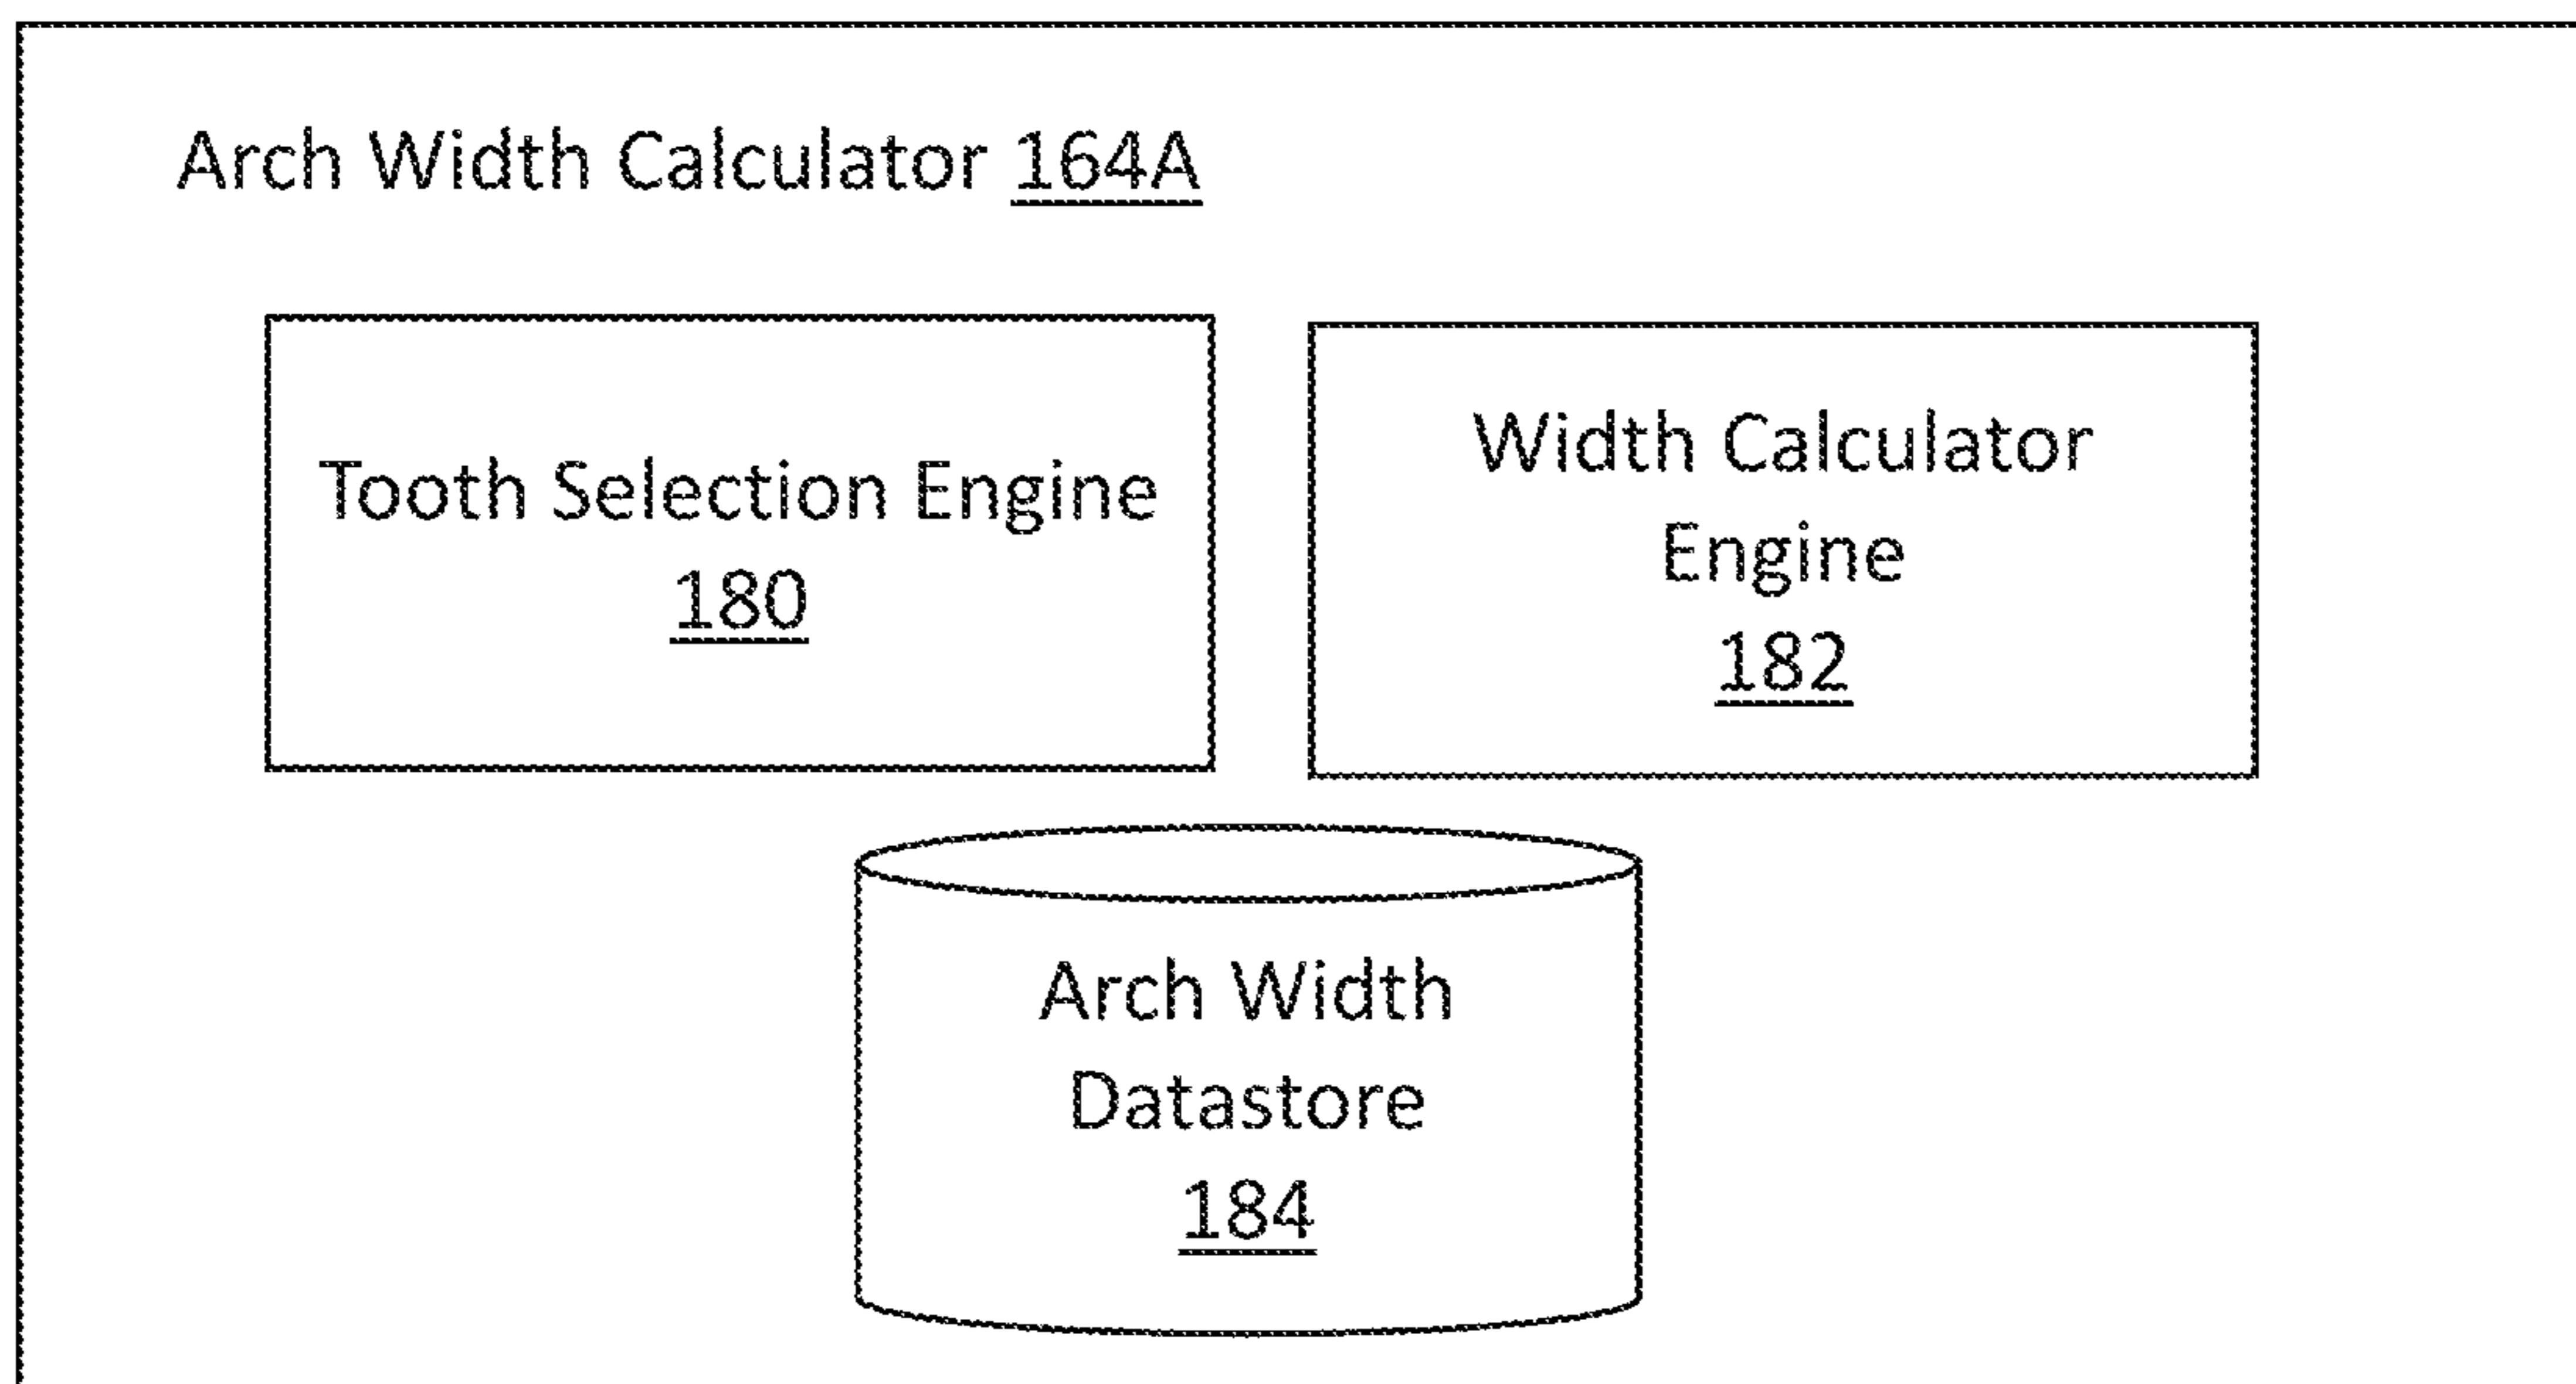 Arch Width Calculator 164A
Tooth Selection Engine
180
Width Calculator
Engine
182
Arch Width
Datastore
184